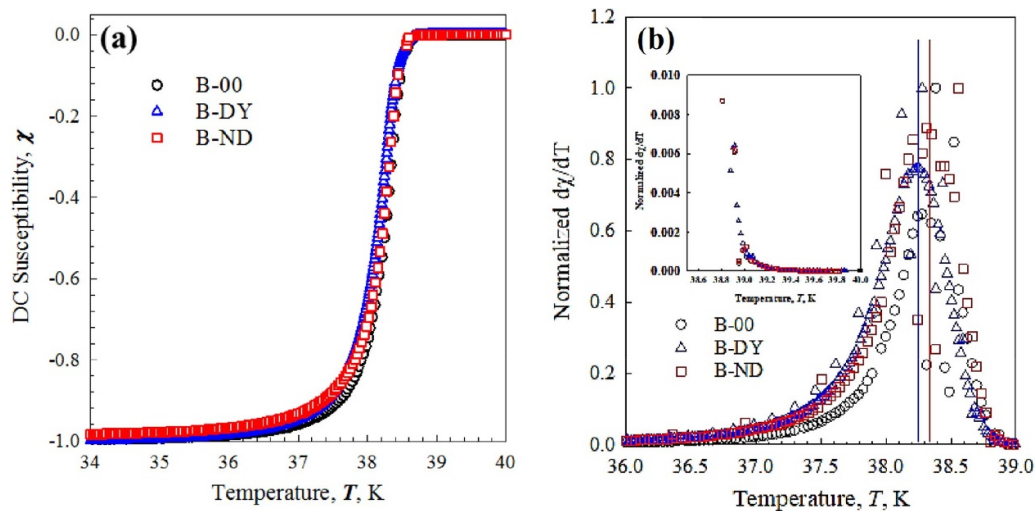 (a)
0.0
-0.2
-0.4
-0.6
-0.8
-1.0
DC Susceptibility, χ
B-00
B-DY
B-ND
34 35 36 37 38 39 40
Temperature, T, K
(b)
1.2
1.0
0.8
0.6
0.4
0.2
0.0
Normalized dχ/dT
0.010
0.008
0.006
0.004
0.002
0.000
Normalized dχ/dT
38.6 38.8 39.0 39.2 39.4 39.6 39.8 40.0
Temperature, T, K
B-00
B-DY
B-ND
36.0 36.5 37.0 37.5 38.0 38.5 39.0
Temperature, T, K